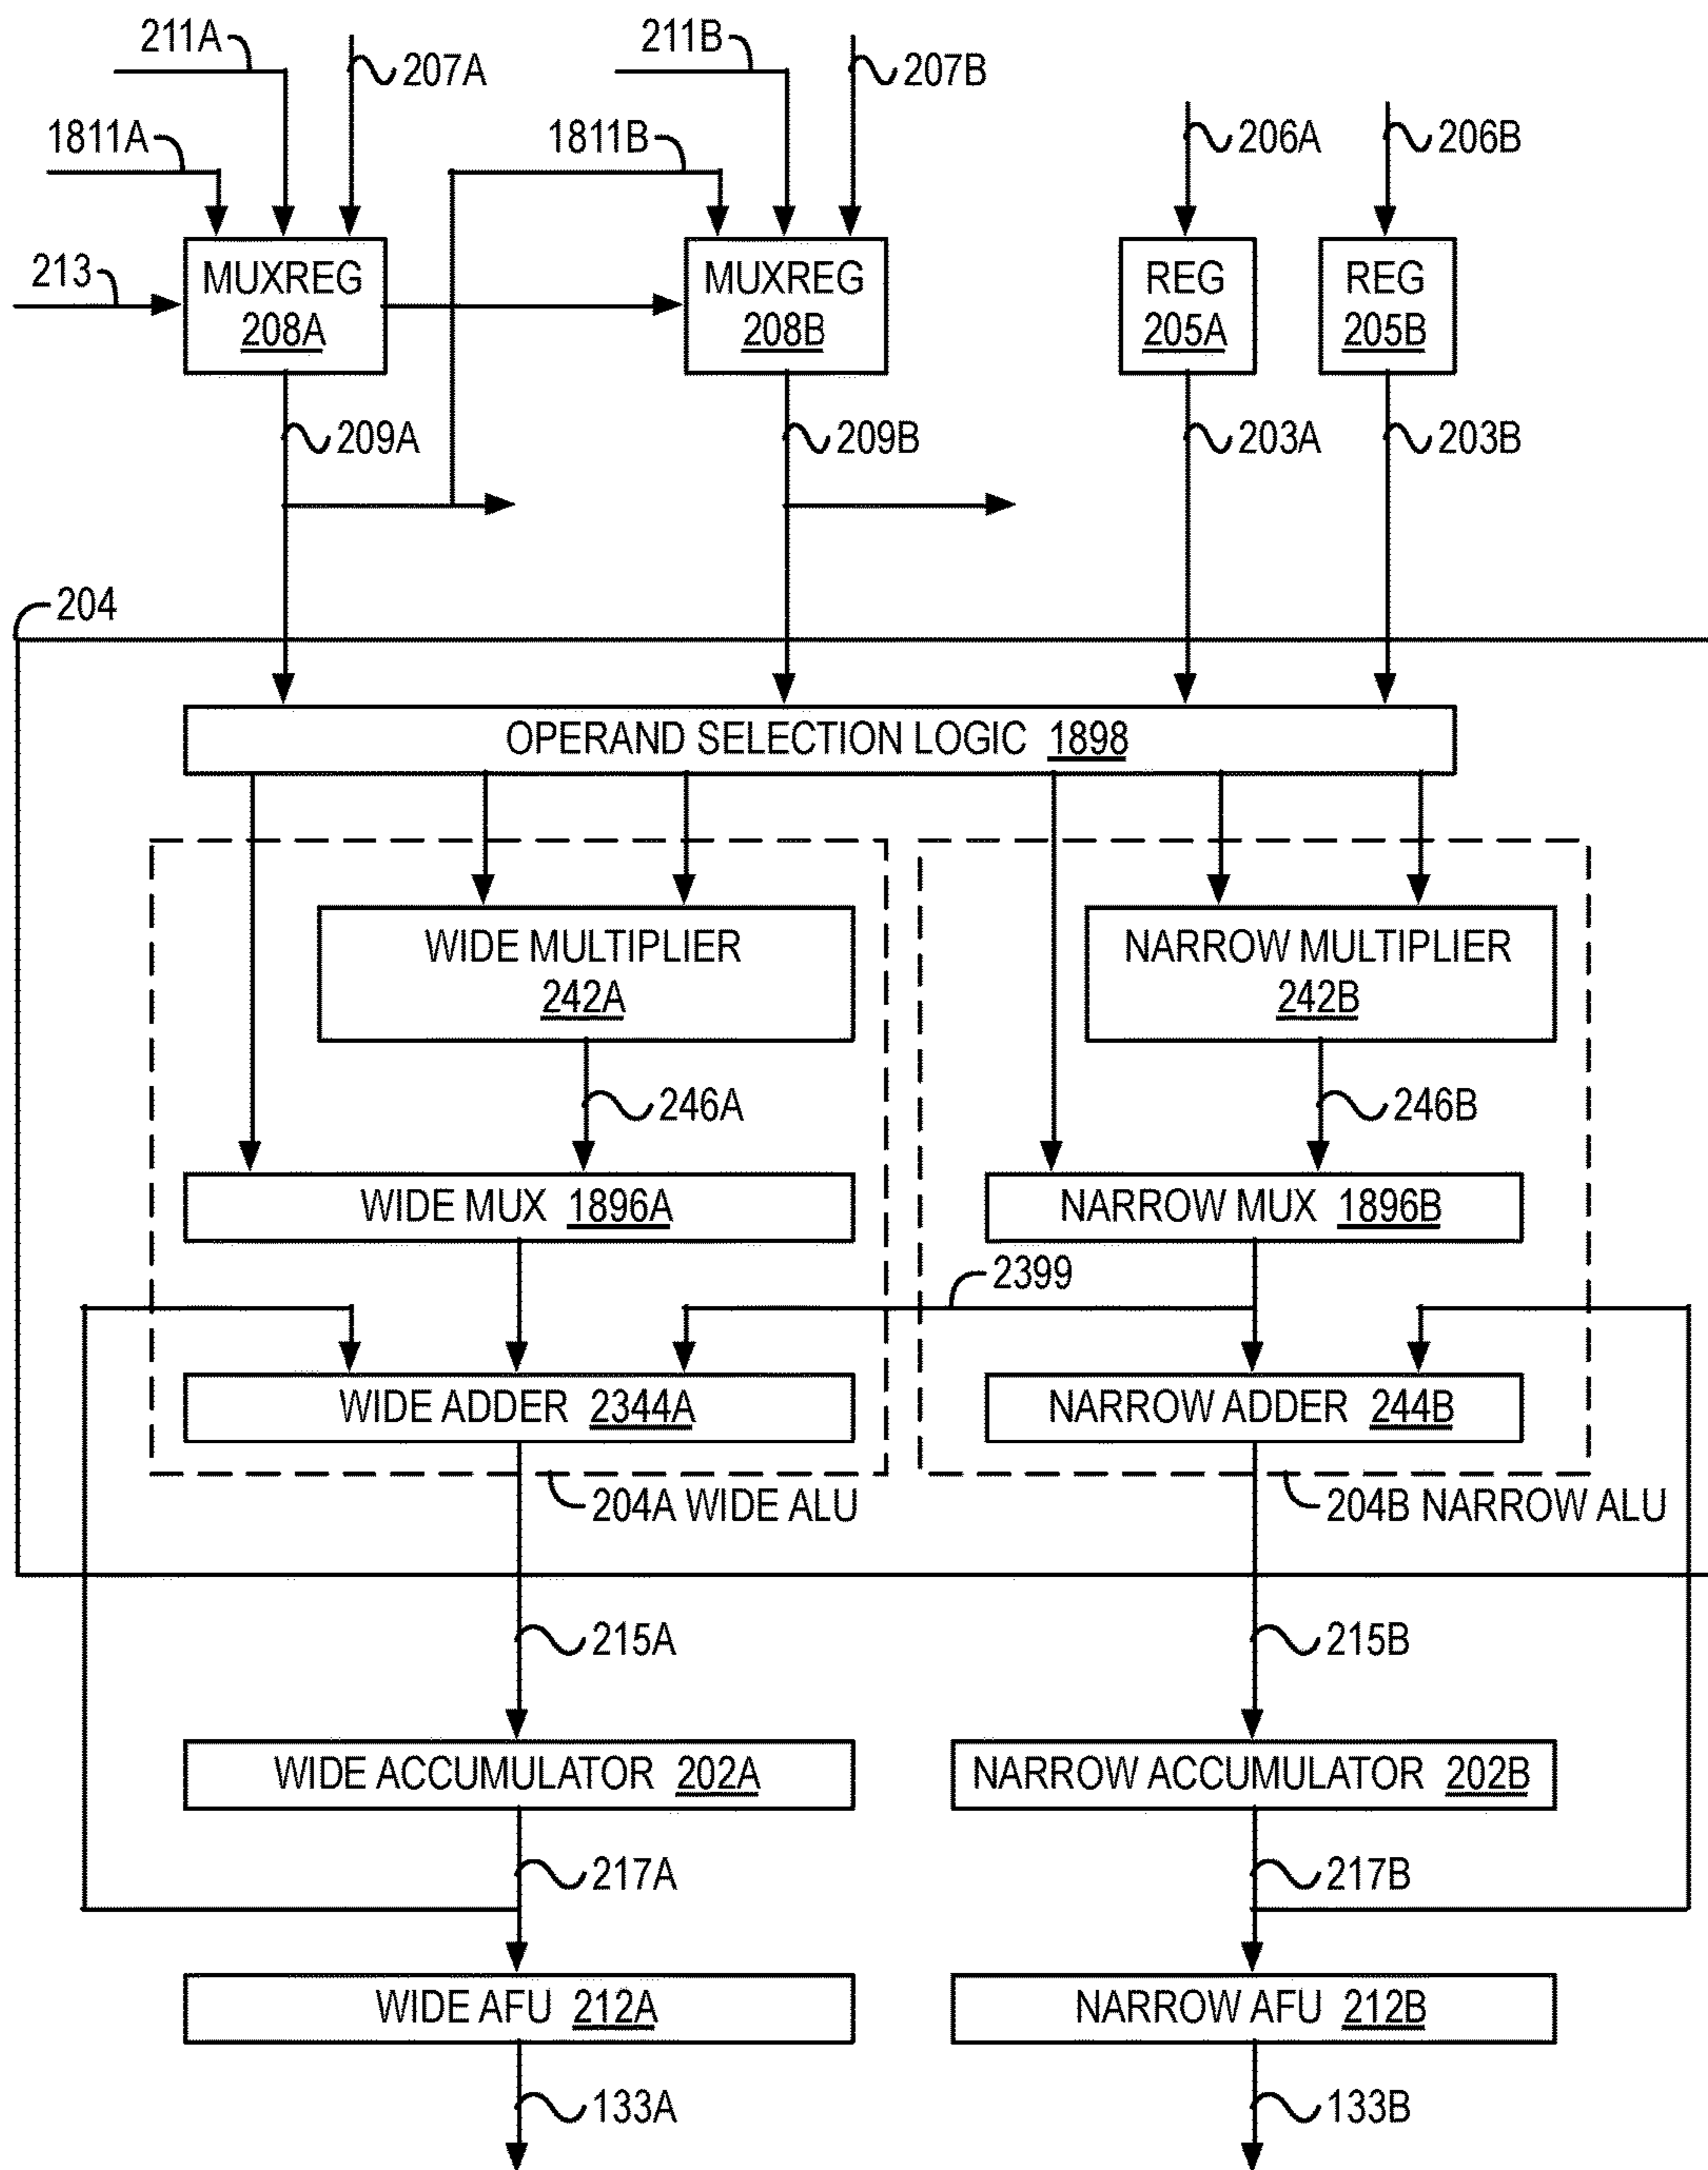 211A
207A
211B
207B
1811A
1811B
206A
206B
213
MUXREG
208A
MUXREG
208B
REG
205A
REG
205B
209A
209B
203A
203B
204
OPERAND SELECTION LOGIC 1898
WIDE MULTIPLIER
242A
NARROW MULTIPLIER
242B
246A
246B
WIDE MUX 1896A
NARROW MUX 1896B
2399
WIDE ADDER 2344A
NARROW ADDER 244B
204A WIDE ALU
204B NARROW ALU
215A
215B
WIDE ACCUMULATOR 202A
NARROW ACCUMULATOR 202B
217A
217B
WIDE AFU 212A
NARROW AFU 212B
133A
133B